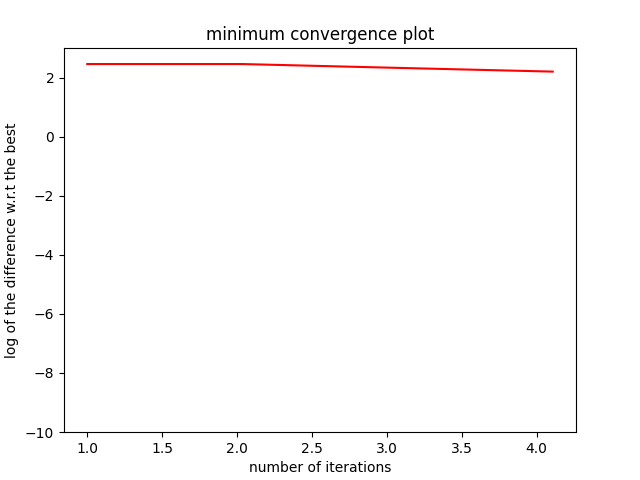 minimum convergence plot
log of the difference w.r.t the best
2
0
−2
−4
−6
−8
−10
1.0 1.5 2.0 2.5 3.0 3.5 4.0
number of iterations